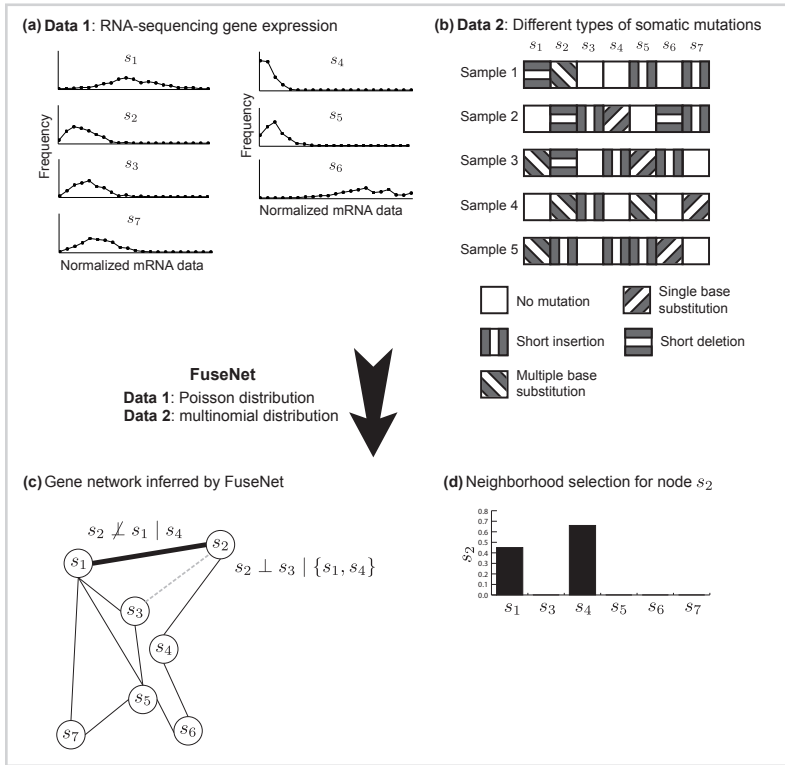 (a) Data 1: RNA-sequencing gene expression
s1
s2
s3
s7
Frequency
Normalized mRNA data
s4
s5
s6
Frequency
Normalized mRNA data
(b) Data 2: Different types of somatic mutations
s1 s2 s3 s4 s5 s6 s7
Sample 1
Sample 2
Sample 3
Sample 4
Sample 5
No mutation
Single base
substitution
Short insertion
Short deletion
Multiple base
substitution
FuseNet
Data 1: Poisson distribution
Data 2: multinomial distribution
(c) Gene network inferred by FuseNet
s2 ⊥̸ s1 | s4
s2
s1
s2 ⊥ s3 | {s1, s4}
s3
s4
s5
s7
s6
(d) Neighborhood selection for node s2
s2
0.8
0.7
0.6
0.5
0.4
0.3
0.2
0.1
0.0
s1 s3 s4 s5 s6 s7